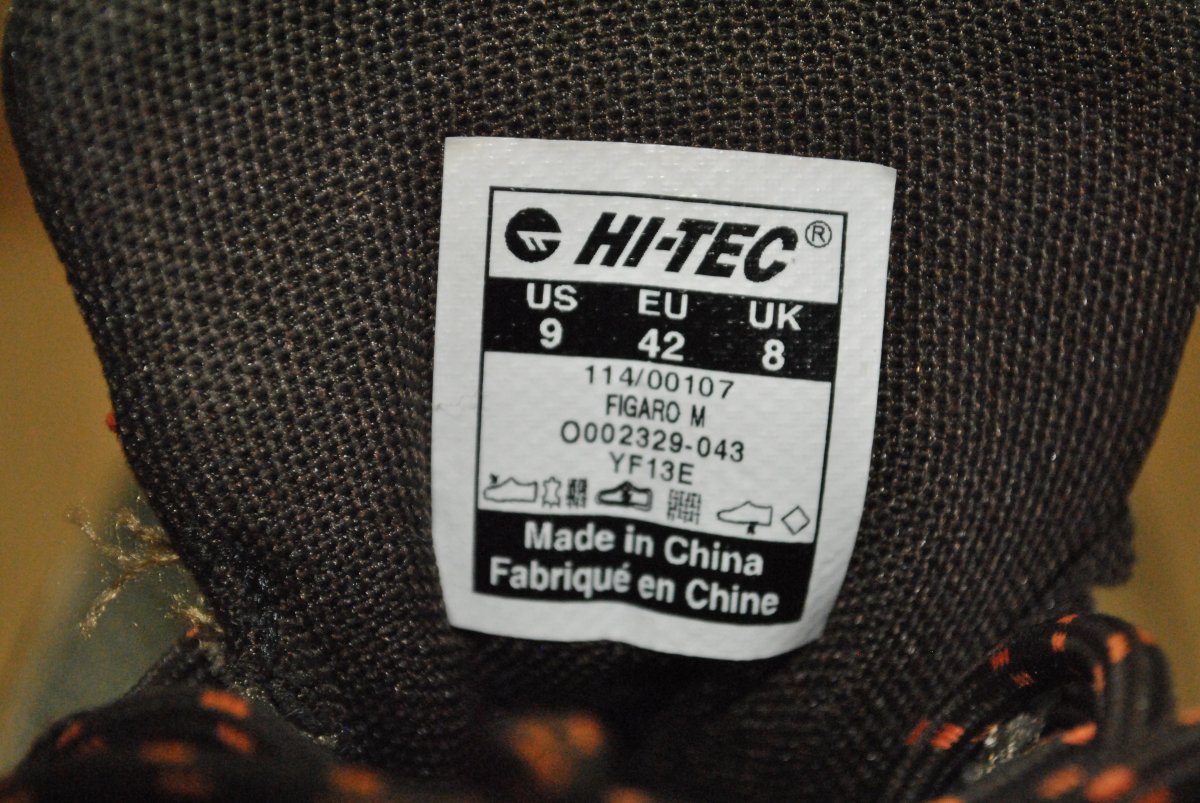 HI-TEC®
US EU UK
9 42 8
114/00107
FIGARO M
O002329-043
YF13E
Made in China
Fabriqué en Chine